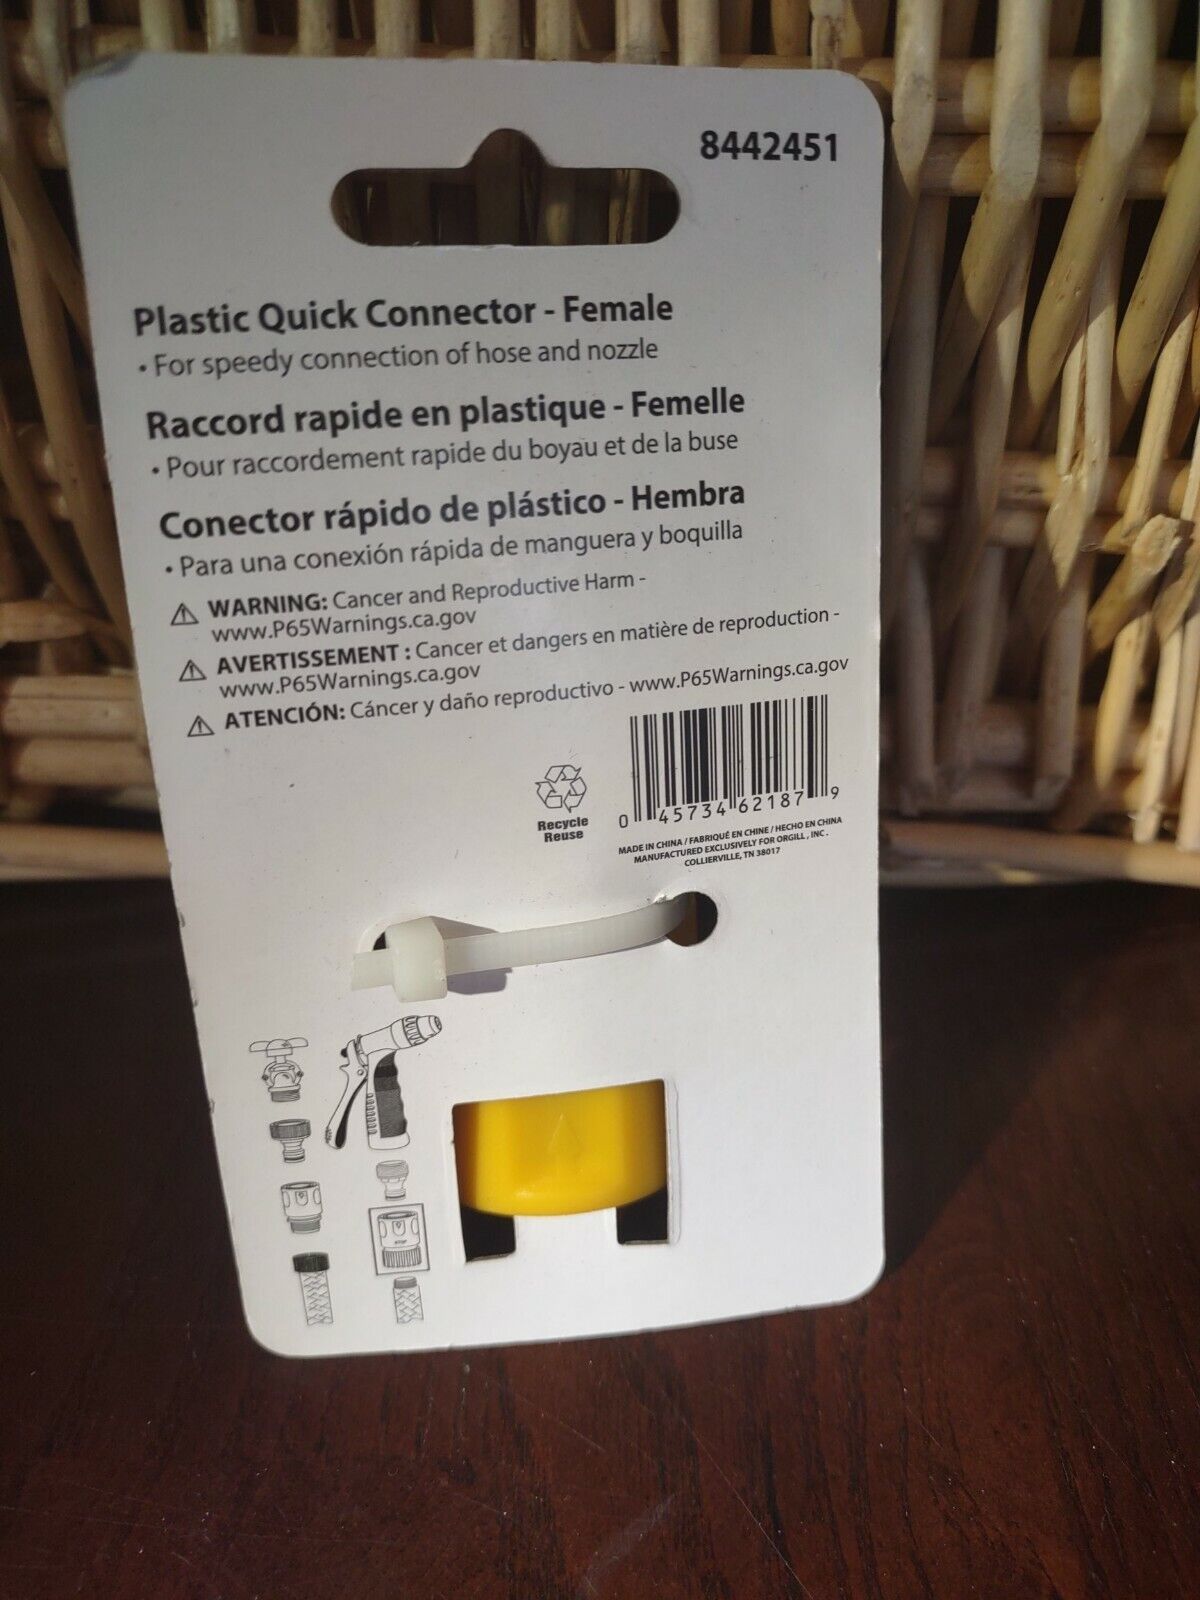 8442451
Plastic Quick Connector - Female
• For speedy connection of hose and nozzle
Raccord rapide en plastique - Femelle
• Pour raccordement rapide du boyau et de la buse
Conector rápido de plástico - Hembra
• Para una conexión rápida de manguera y boquilla
⚠ WARNING: Cancer and Reproductive Harm -
www.P65Warnings.ca.gov
⚠ AVERTISSEMENT : Cancer et dangers en matière de reproduction -
www.P65Warnings.ca.gov
⚠ ATENCIÓN: Cáncer y daño reproductivo - www.P65Warnings.ca.gov
Recycle
Reuse
0 45734 62187 9
MADE IN CHINA / FABRIQUÉ EN CHINE / HECHO EN CHINA
MANUFACTURED EXCLUSIVELY FOR ORGILL, INC.
COLLIERVILLE, TN 38017